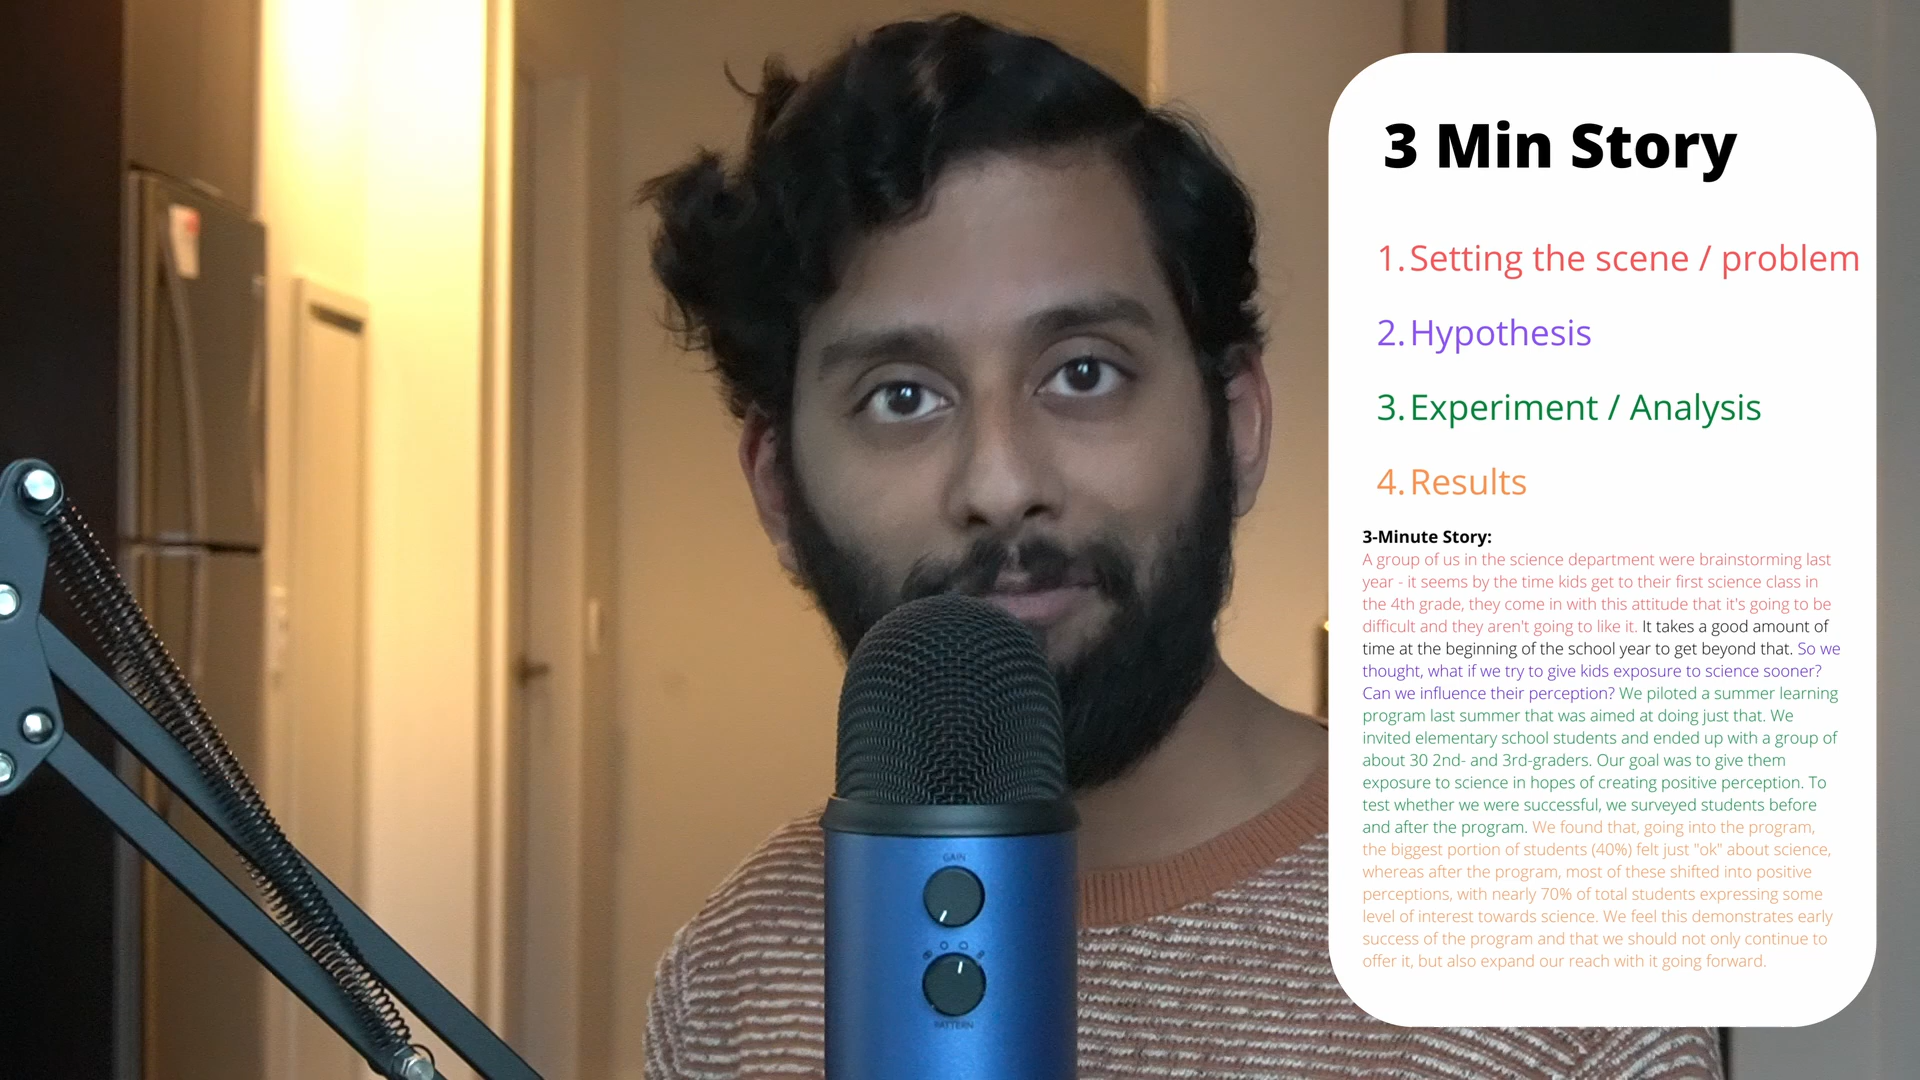 3 Min Story
1. Setting the scene / problem
2. Hypothesis
3. Experiment / Analysis
4. Results
3-Minute Story:
A group of us in the science department were brainstorming last
year - it seems by the time kids get to their first science class in
the 4th grade, they come in with this attitude that it's going to be
difficult and they aren't going to like it. It takes a good amount of
time at the beginning of the school year to get beyond that. So we
thought, what if we try to give kids exposure to science sooner?
Can we influence their perception? We piloted a summer learning
program last summer that was aimed at doing just that. We
invited elementary school students and ended up with a group of
about 30 2nd- and 3rd-graders. Our goal was to give them
exposure to science in hopes of creating positive perception. To
test whether we were successful, we surveyed students before
and after the program. We found that, going into the program,
the biggest portion of students (40%) felt just "ok" about science,
whereas after the program, most of these shifted into positive
perceptions, with nearly 70% of total students expressing some
level of interest towards science. We feel this demonstrates early
success of the program and that we should not only continue to
offer it, but also expand our reach with it going forward.
GAIN
PATTERN